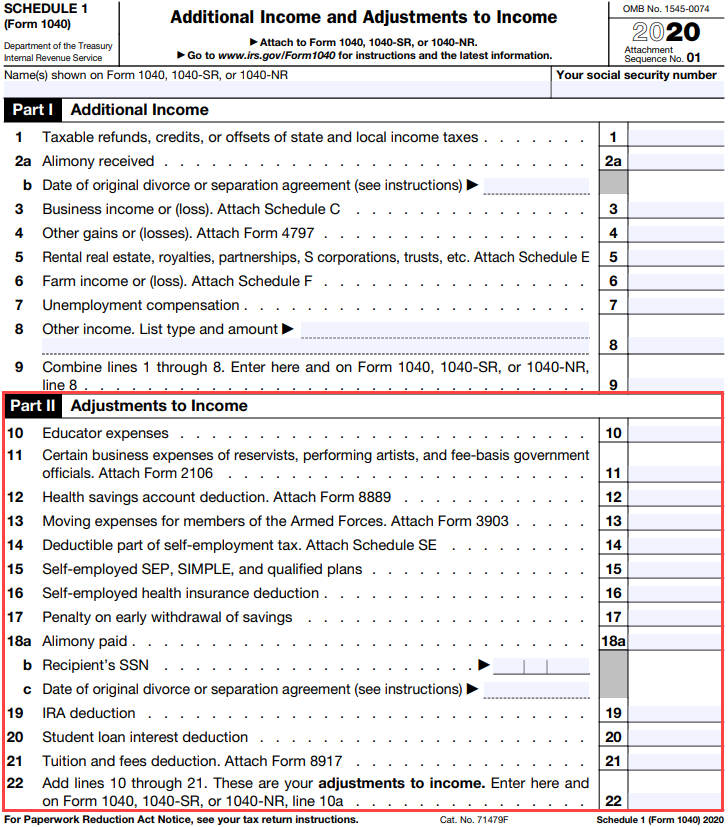 SCHEDULE 1
(Form 1040)
Department of the Treasury
Internal Revenue Service
Additional Income and Adjustments to Income
▶ Attach to Form 1040, 1040-SR, or 1040-NR.
▶ Go to www.irs.gov/Form1040 for instructions and the latest information.
OMB No. 1545-0074
2020
Attachment
Sequence No. 01
Name(s) shown on Form 1040, 1040-SR, or 1040-NR
Your social security number
Part I Additional Income
1 Taxable refunds, credits, or offsets of state and local income taxes . . . . . . . 1
2a Alimony received . . . . . . . . . . . . . . . . . . . . . . . . . . . 2a
b Date of original divorce or separation agreement (see instructions) ▶
3 Business income or (loss). Attach Schedule C . . . . . . . . . . . . . . . 3
4 Other gains or (losses). Attach Form 4797 . . . . . . . . . . . . . . . . 4
5 Rental real estate, royalties, partnerships, S corporations, trusts, etc. Attach Schedule E 5
6 Farm income or (loss). Attach Schedule F . . . . . . . . . . . . . . . . . 6
7 Unemployment compensation . . . . . . . . . . . . . . . . . . . . . . 7
8 Other income. List type and amount ▶
8
9 Combine lines 1 through 8. Enter here and on Form 1040, 1040-SR, or 1040-NR,
line 8 . . . . . . . . . . . . . . . . . . . . . . . . . . . . . . . 9
Part II Adjustments to Income
10 Educator expenses . . . . . . . . . . . . . . . . . . . . . . . . . . 10
11 Certain business expenses of reservists, performing artists, and fee-basis government
officials. Attach Form 2106 . . . . . . . . . . . . . . . . . . . . . . . 11
12 Health savings account deduction. Attach Form 8889 . . . . . . . . . . . . 12
13 Moving expenses for members of the Armed Forces. Attach Form 3903 . . . . . 13
14 Deductible part of self-employment tax. Attach Schedule SE . . . . . . . . . 14
15 Self-employed SEP, SIMPLE, and qualified plans . . . . . . . . . . . . . . 15
16 Self-employed health insurance deduction . . . . . . . . . . . . . . . . . 16
17 Penalty on early withdrawal of savings . . . . . . . . . . . . . . . . . . 17
18a Alimony paid . . . . . . . . . . . . . . . . . . . . . . . . . . . . 18a
b Recipient's SSN . . . . . . . . . . . . . . . . . . . . . ▶
c Date of original divorce or separation agreement (see instructions) ▶
19 IRA deduction . . . . . . . . . . . . . . . . . . . . . . . . . . . . 19
20 Student loan interest deduction . . . . . . . . . . . . . . . . . . . . . 20
21 Tuition and fees deduction. Attach Form 8917 . . . . . . . . . . . . . . . 21
22 Add lines 10 through 21. These are your adjustments to income. Enter here and
on Form 1040, 1040-SR, or 1040-NR, line 10a . . . . . . . . . . . . . . . 22
For Paperwork Reduction Act Notice, see your tax return instructions. Cat. No. 71479F Schedule 1 (Form 1040) 2020